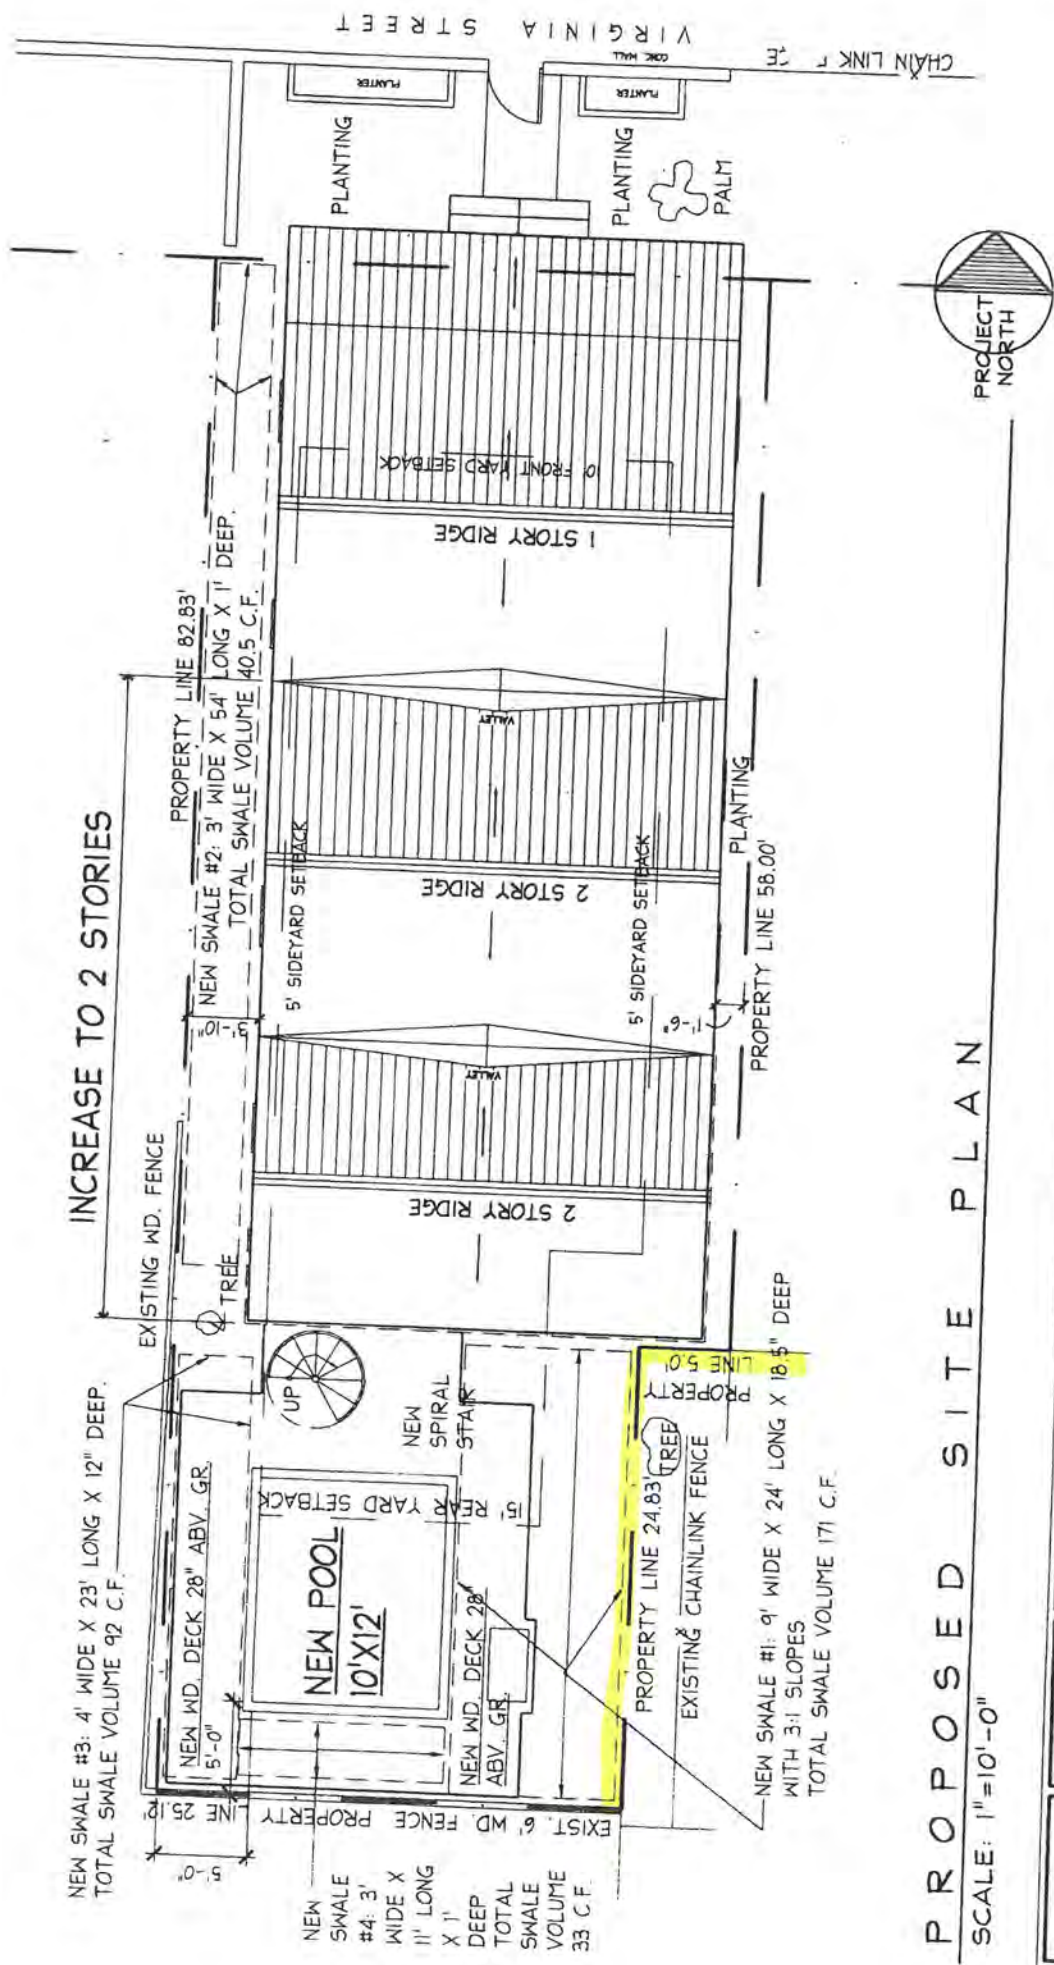 VIRGINIA STREET
CONC. WALL
CHAIN LINK
PLANTER
PLANTER
PLANTING
PLANTING
PALM
PROJECT
NORTH
10' FRONT YARD SETBACK
1 STORY RIDGE
INCREASE TO 2 STORIES
PROPERTY LINE 82.83'
NEW SWALE #2: 3' WIDE X 54' LONG X 1' DEEP.
TOTAL SWALE VOLUME 40.5 C.F.
VALLEY
2 STORY RIDGE
5' SIDEYARD SETBACK
5' SIDEYARD SETBACK
PLANTING
PROPERTY LINE 58.00'
3'-10"
1'-6"
VALLEY
2 STORY RIDGE
EXISTING WD. FENCE
TREE
NEW SWALE #3: 4' WIDE X 23' LONG X 12" DEEP.
TOTAL SWALE VOLUME 92 C.F.
NEW WD. DECK 28" ABV. GR.
5'-0"
UP
NEW
SPIRAL
STAIR
15' REAR YARD SETBACK
NEW POOL
10'X12'
NEW WD. DECK 28"
ABV. GR.
PROPERTY
LINE 5.0'
TREE
PROPERTY LINE 24.83'
EXISTING CHAINLINK FENCE
NEW SWALE #1: 9' WIDE X 24' LONG X 18.5" DEEP
WITH 3:1 SLOPES
TOTAL SWALE VOLUME 171 C.F.
EXIST. 6' WD. FENCE
PROPERTY LINE 25.12'
5'-0"
NEW
SWALE
#4: 3'
WIDE X
11' LONG
X 1'
DEEP
TOTAL
SWALE
VOLUME
33 C.F.
PROPOSED SITE PLAN
SCALE: 1"=10'-0"